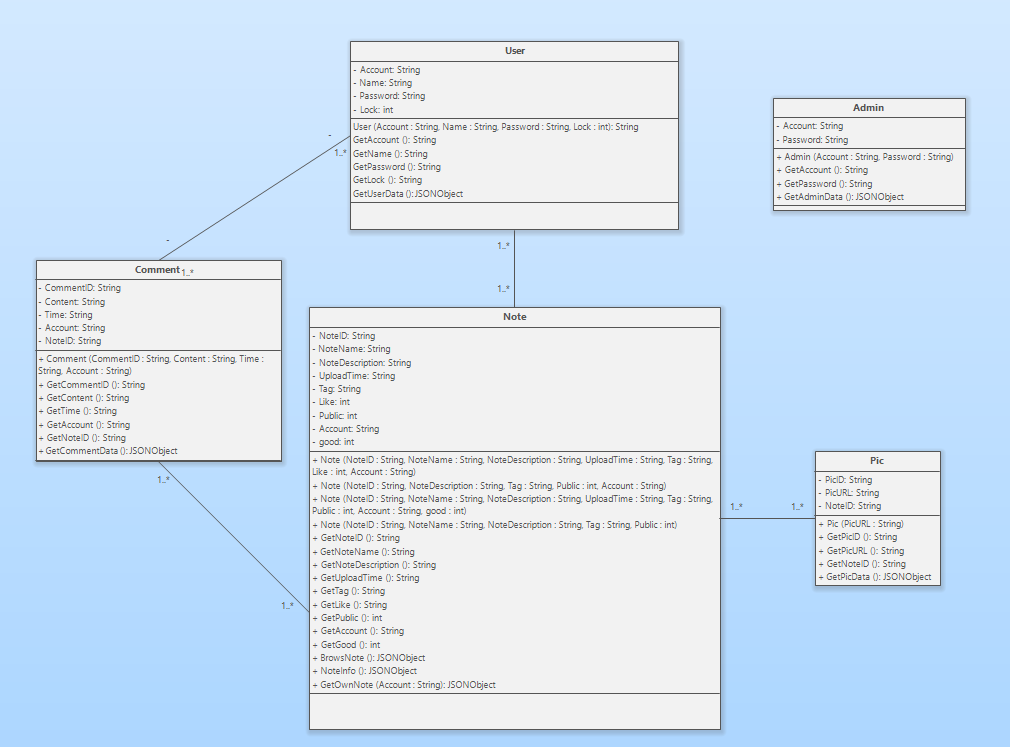 User
- Account: String
- Name: String
- Password: String
- Lock: int
User (Account : String, Name : String, Password : String, Lock : int): String
GetAccount (): String
GetName (): String
GetPassword (): String
GetLock (): String
GetUserData (): JSONObject
Admin
- Account: String
- Password: String
+ Admin (Account : String, Password : String)
+ GetAccount (): String
+ GetPassword (): String
+ GetAdminData (): JSONObject
-
1..*
-
1..*
1..*
Comment
1..*
- CommentID: String
- Content: String
- Time: String
- Account: String
- NoteID: String
+ Comment (CommentID : String, Content : String, Time :
String, Account : String)
+ GetCommentID (): String
+ GetContent (): String
+ GetTime (): String
+ GetAccount (): String
+ GetNoteID (): String
+ GetCommentData (): JSONObject
1..*
1..*
Note
- NoteID: String
- NoteName: String
- NoteDescription: String
- UploadTime: String
- Tag: String
- Like: int
- Public: int
- Account: String
- good: int
+ Note (NoteID : String, NoteName : String, NoteDescription : String, UploadTime : String, Tag : String,
Like : int, Account : String)
+ Note (NoteID : String, NoteDescription : String, Tag : String, Public : int, Account : String)
+ Note (NoteID : String, NoteName : String, NoteDescription : String, UploadTime : String, Tag : String,
Public : int, Account : String, good : int)
+ Note (NoteID : String, NoteName : String, NoteDescription : String, Tag : String, Public : int)
+ GetNoteID (): String
+ GetNoteName (): String
+ GetNoteDescription (): String
+ GetUploadTime (): String
+ GetTag (): String
+ GetLike (): String
+ GetPublic (): int
+ GetAccount (): String
+ GetGood (): int
+ BrowsNote (): JSONObject
+ NoteInfo (): JSONObject
+ GetOwnNote (Account : String): JSONObject
1..*
1..*
Pic
- PicID: String
- PicURL: String
- NoteID: String
+ Pic (PicURL : String)
+ GetPicID (): String
+ GetPicURL (): String
+ GetNoteID (): String
+ GetPicData (): JSONObject